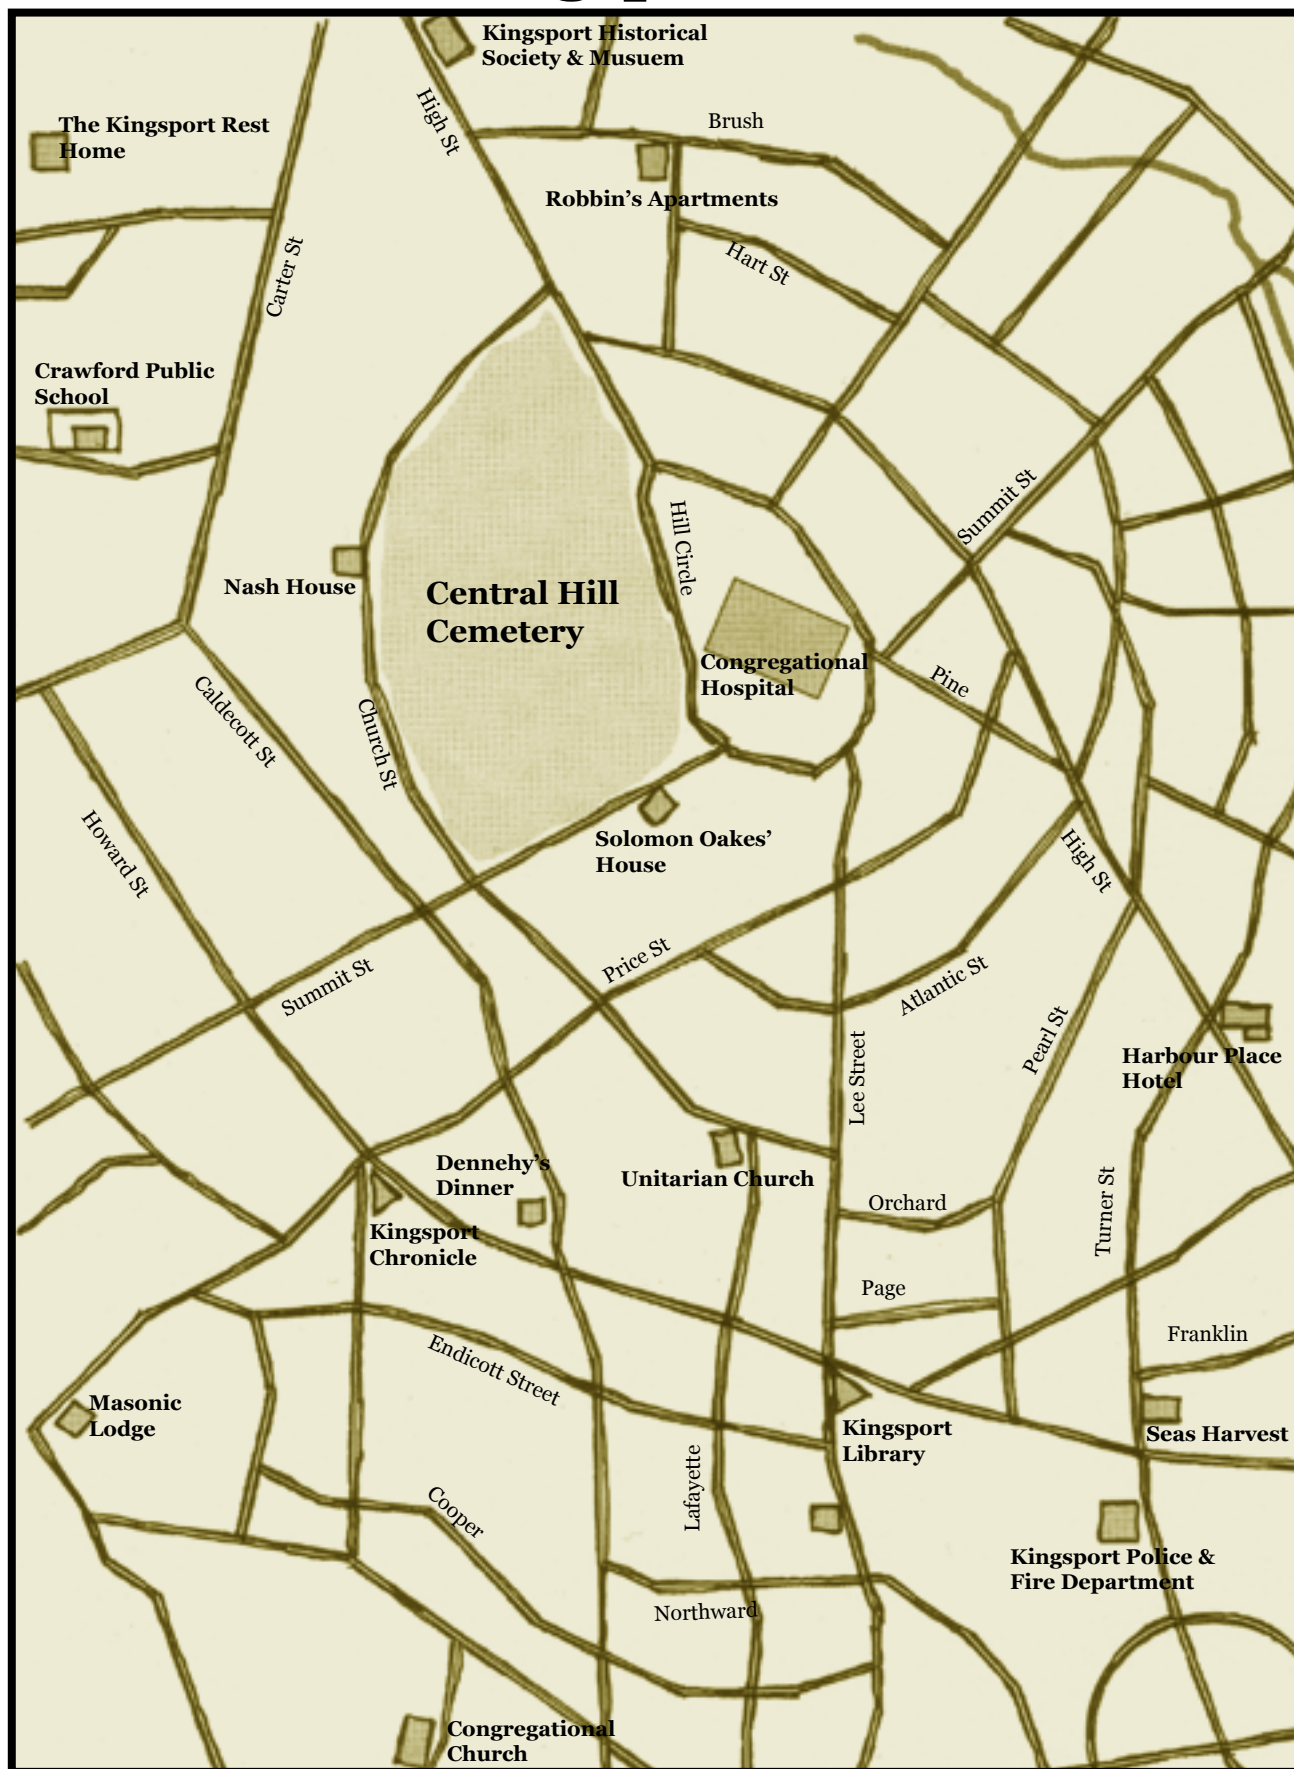 Kingsport Historical
Society & Musuem
High St
Brush
The Kingsport Rest
Home
Robbin's Apartments
Hart St
Carter St
Crawford Public
School
Summit St
Hill Circle
Nash House
Central Hill
Cemetery
Congregational
Hospital
Pine
Caldecott St
Church St
Howard St
Solomon Oakes'
House
High St
Price St
Summit St
Atlantic St
Pearl St
Lee Street
Harbour Place
Hotel
Dennehy's
Dinner
Unitarian Church
Orchard
Turner St
Kingsport
Chronicle
Page
Franklin
Endicott Street
Masonic
Lodge
Kingsport
Library
Seas Harvest
Lafayette
Cooper
Kingsport Police &
Fire Department
Northward
Congregational
Church